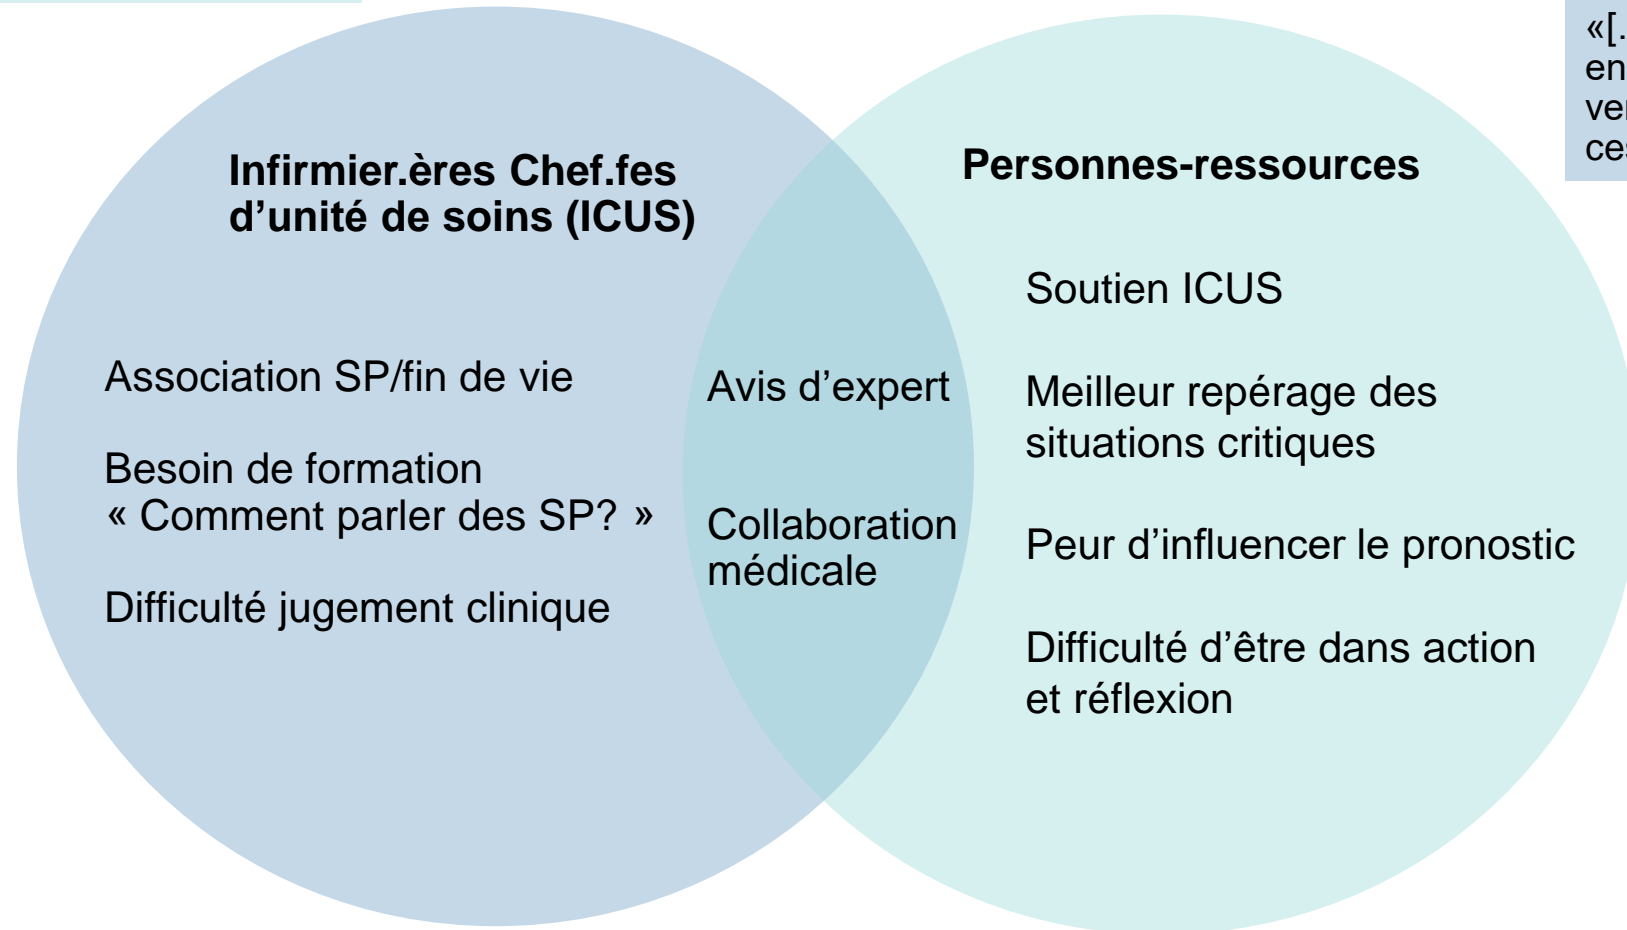 Infirmier.ères Chef.fes
d’unité de soins (ICUS)
Association SP/fin de vie
Besoin de formation
« Comment parler des SP? »
Difficulté jugement clinique
Avis d’expert
Collaboration
médicale
Personnes-ressources
Soutien ICUS
Meilleur repérage des
situations critiques
Peur d’influencer le pronostic
Difficulté d’être dans action
et réflexion
«[.
en